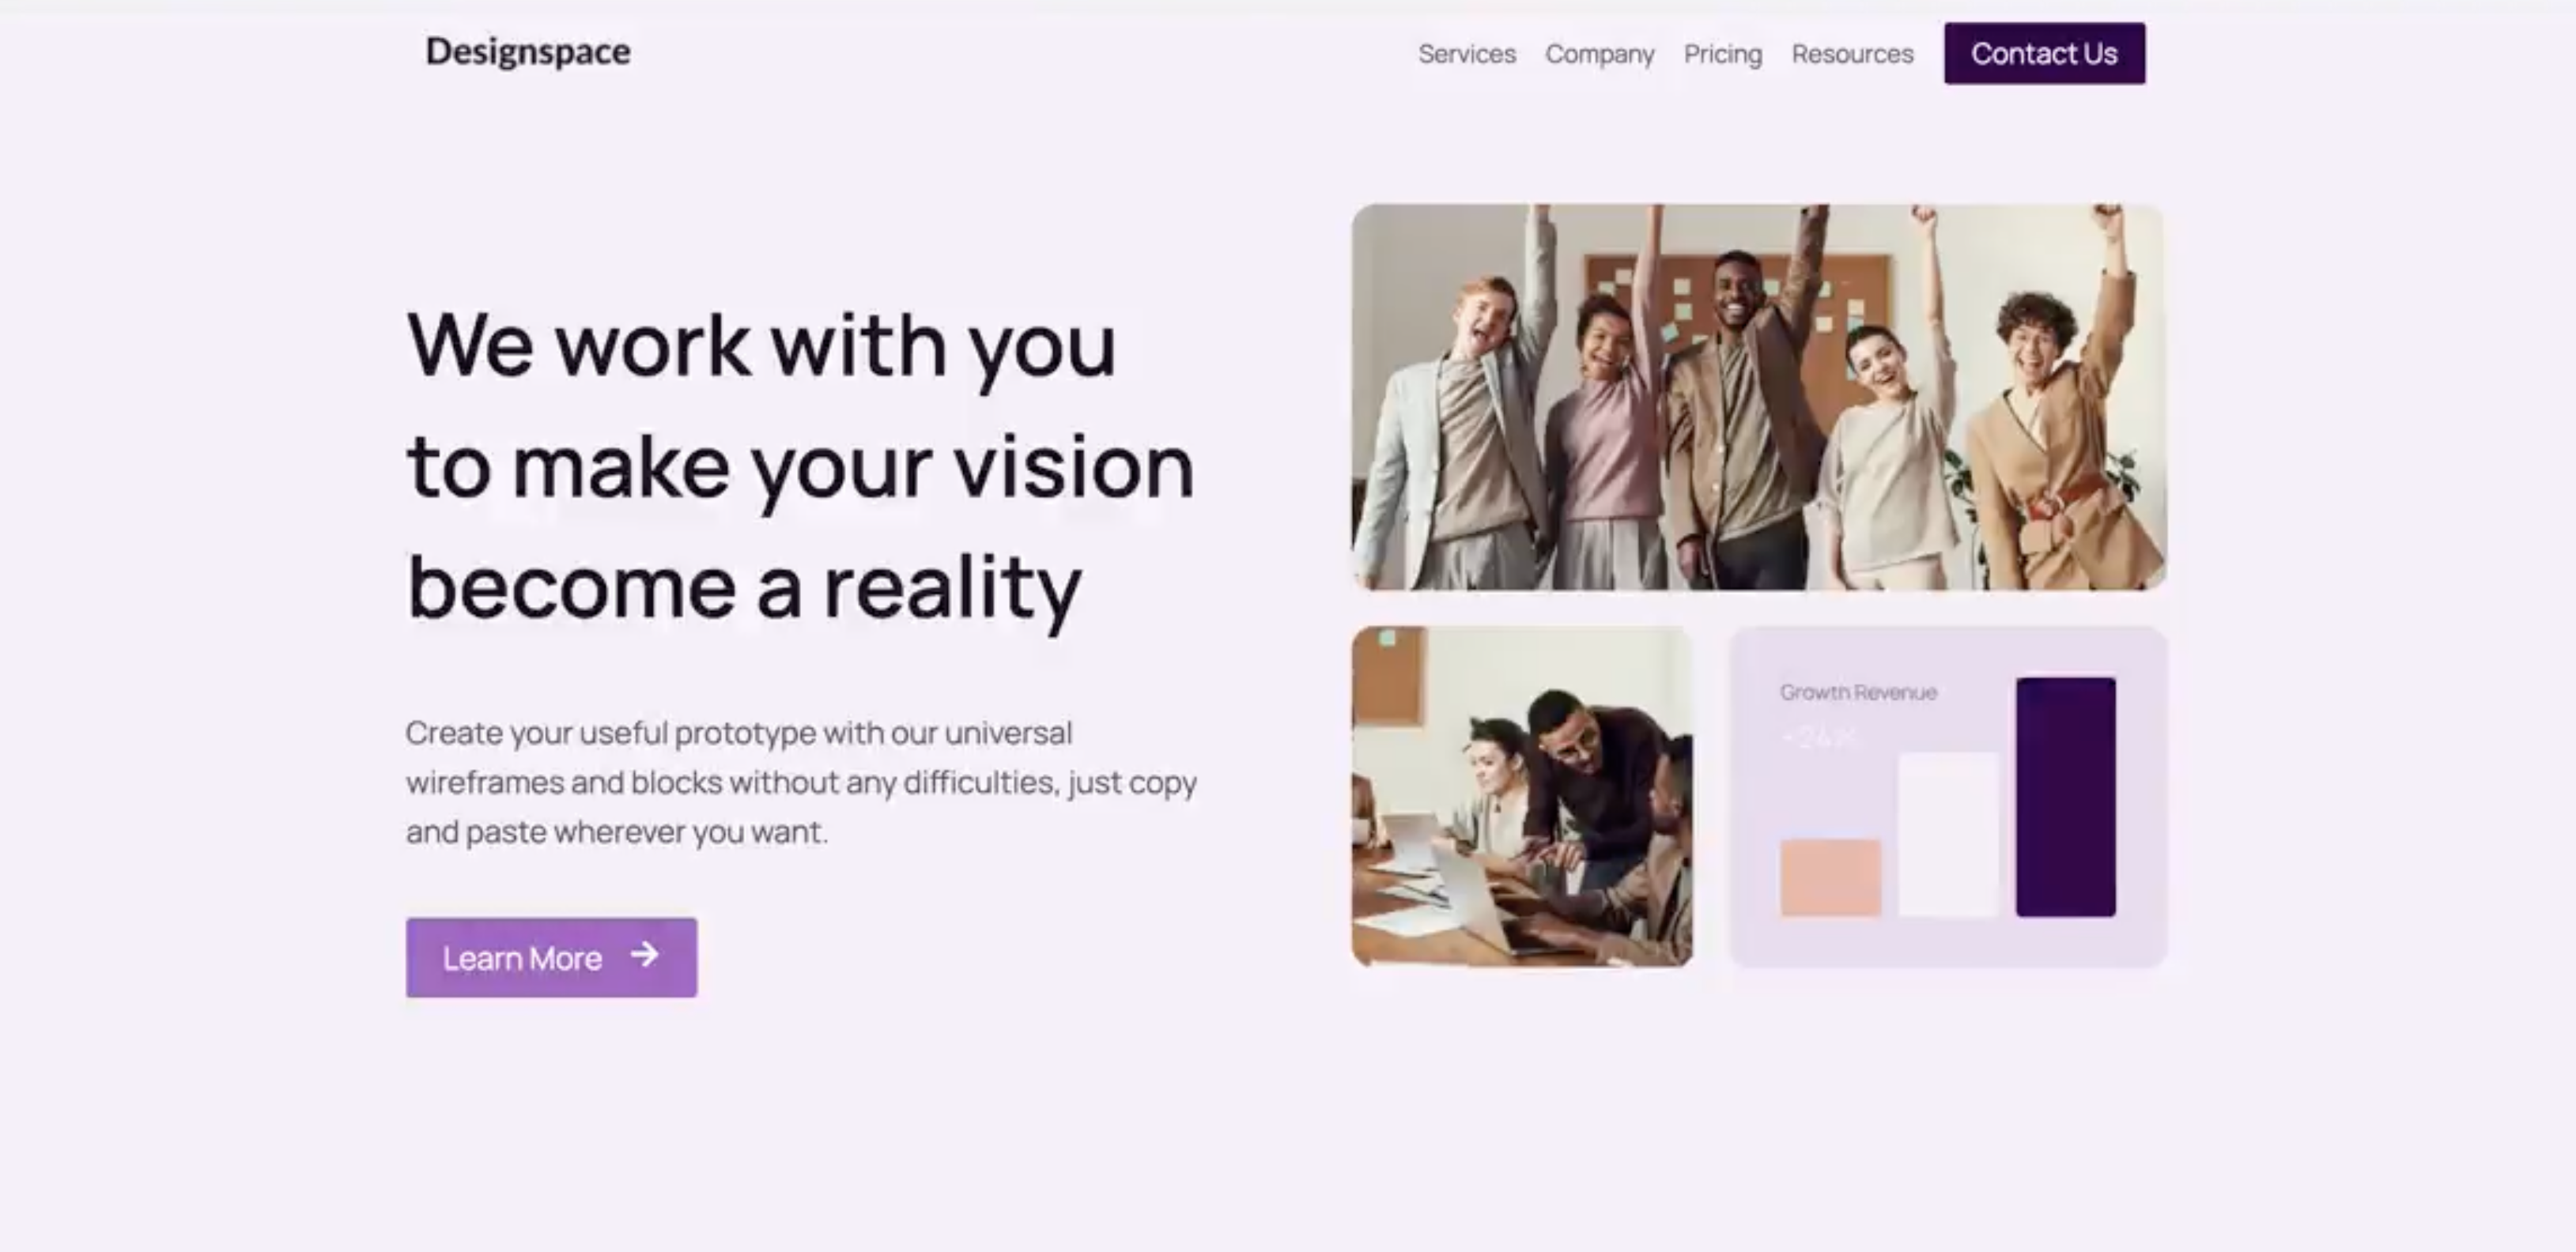 Designspace
Services Company Pricing Resources Contact Us
We work with you
to make your vision
become a reality
Create your useful prototype with our universal
wireframes and blocks without any difficulties, just copy
and paste wherever you want.
Learn More →
Growth Revenue